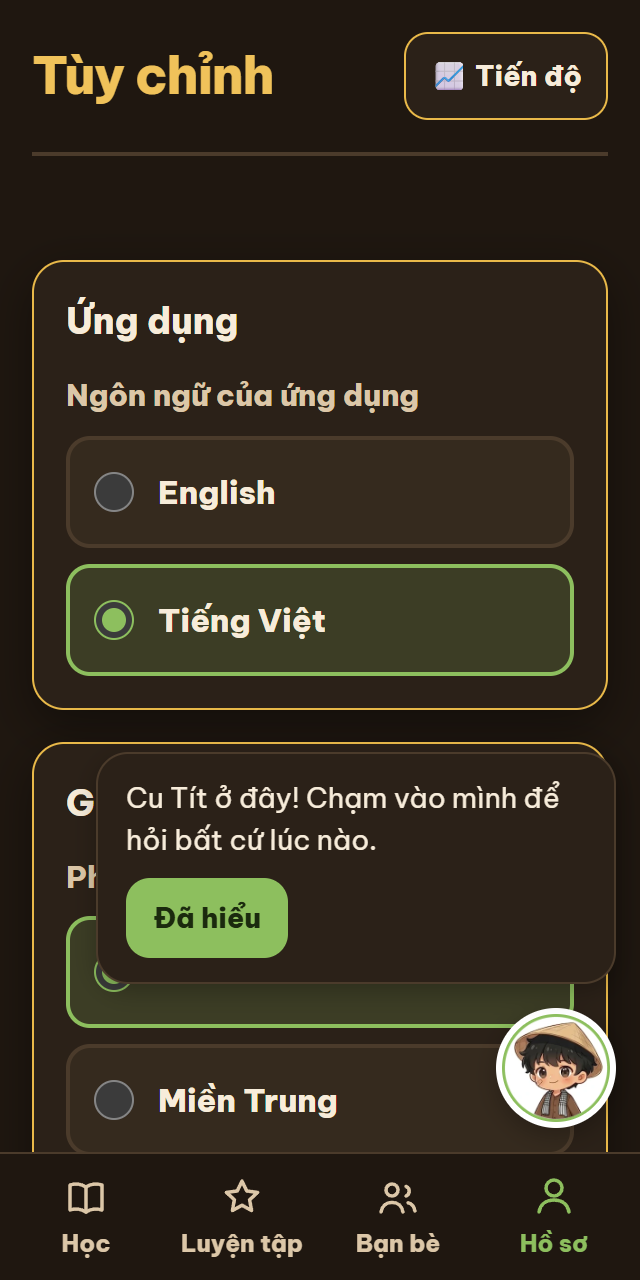 Tùy chỉnh
Tiến độ
Ứng dụng
Ngôn ngữ của ứng dụng
English
Tiếng Việt
Cu Tít ở đây! Chạm vào mình để
hỏi bất cứ lúc nào.
Đã hiểu
Miền Trung
Học
Luyện tập
Bạn bè
Hồ sơ